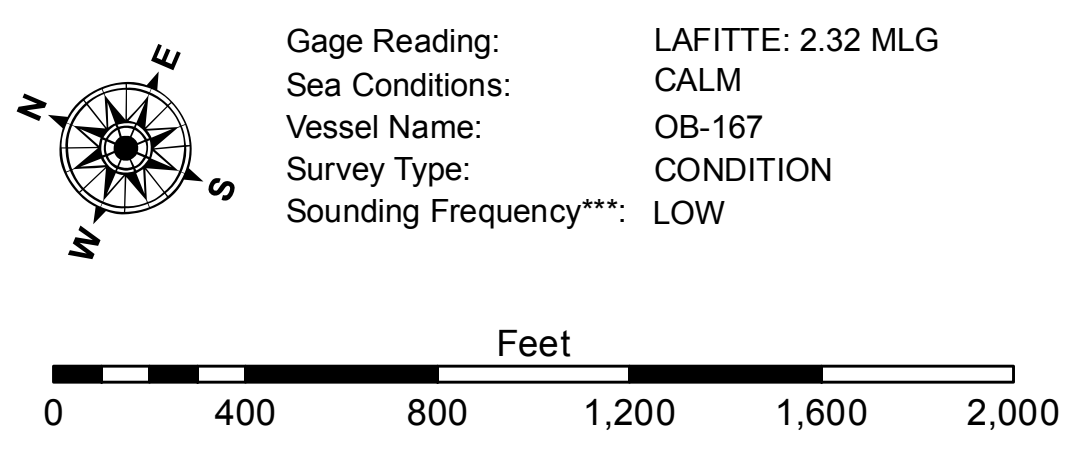 E
N
S
W
Gage Reading: LAFITTE: 2.32 MLG
Sea Conditions: CALM
Vessel Name: OB-167
Survey Type: CONDITION
Sounding Frequency***: LOW
Feet
0 400 800 1,200 1,600 2,000